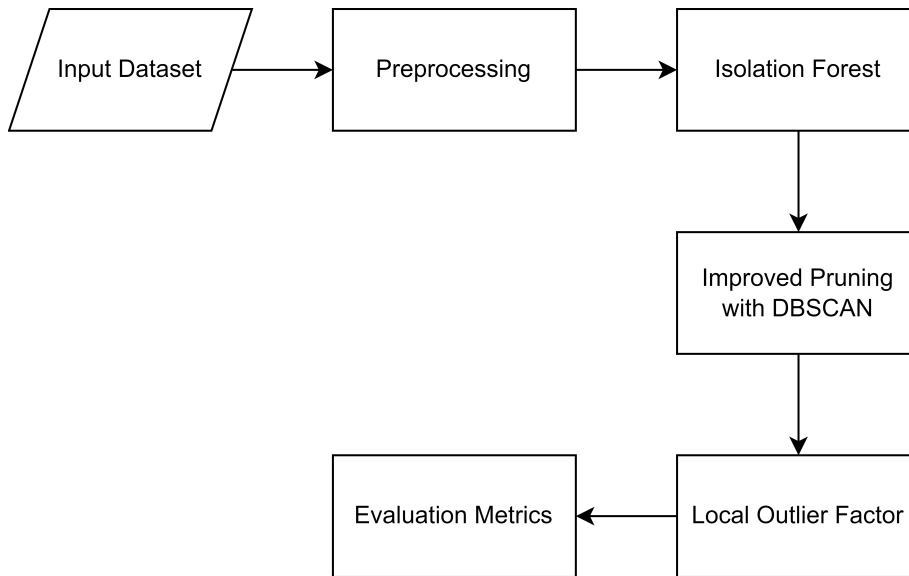 Input Dataset
Preprocessing
Isolation Forest
Improved Pruning
with DBSCAN
Local Outlier Factor
Evaluation Metrics